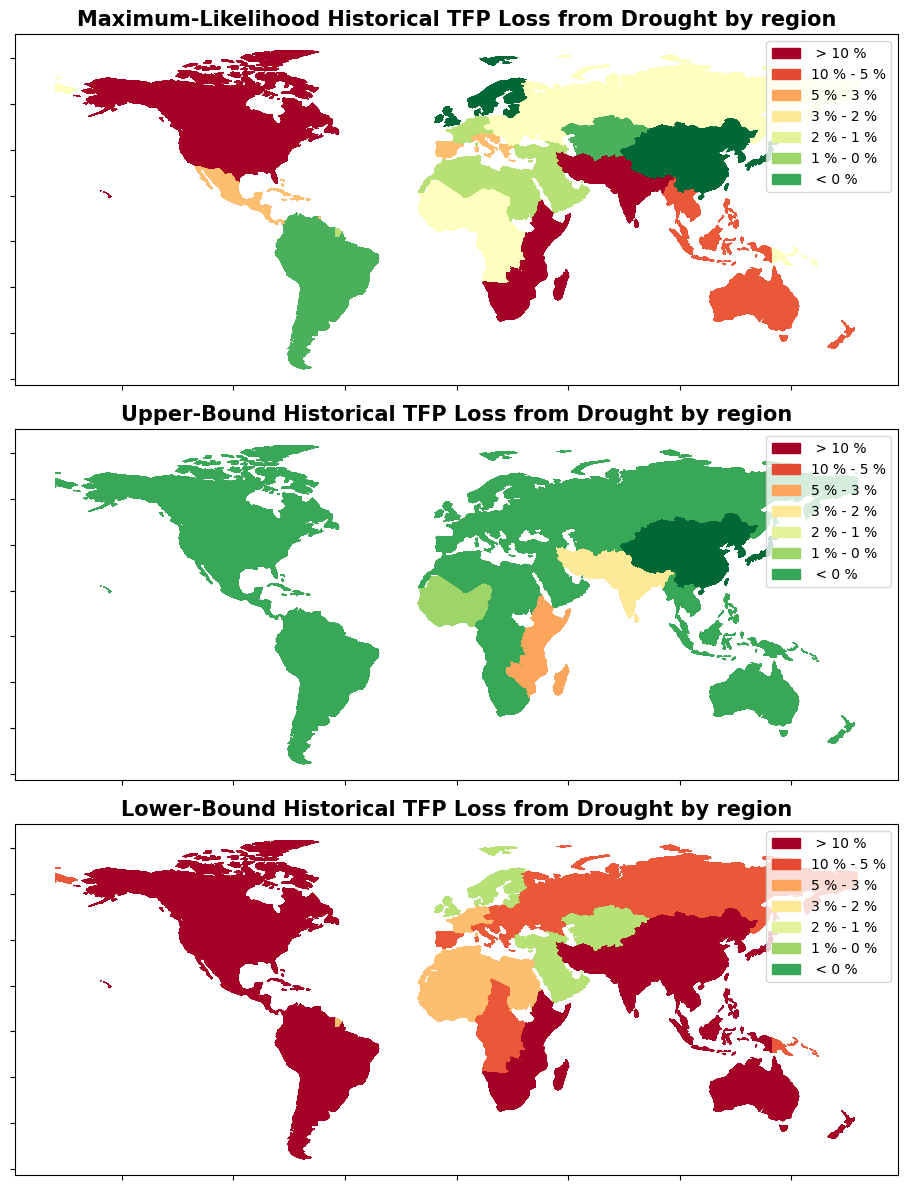 Maximum-Likelihood Historical TFP Loss from Drought by region
> 10 %
10 % - 5 %
5 % - 3 %
3 % - 2 %
2 % - 1 %
1 % - 0 %
< 0 %
Upper-Bound Historical TFP Loss from Drought by region
> 10 %
10 % - 5 %
5 % - 3 %
3 % - 2 %
2 % - 1 %
1 % - 0 %
< 0 %
Lower-Bound Historical TFP Loss from Drought by region
> 10 %
10 % - 5 %
5 % - 3 %
3 % - 2 %
2 % - 1 %
1 % - 0 %
< 0 %